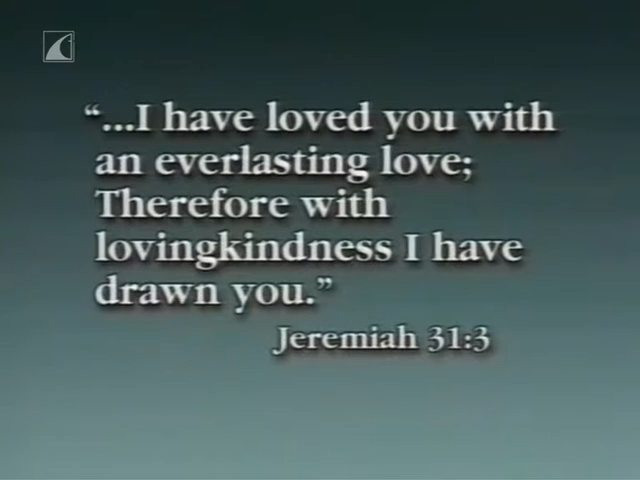 “...I have loved you with
an everlasting love;
Therefore with
lovingkindness I have
drawn you.”
Jeremiah 31:3